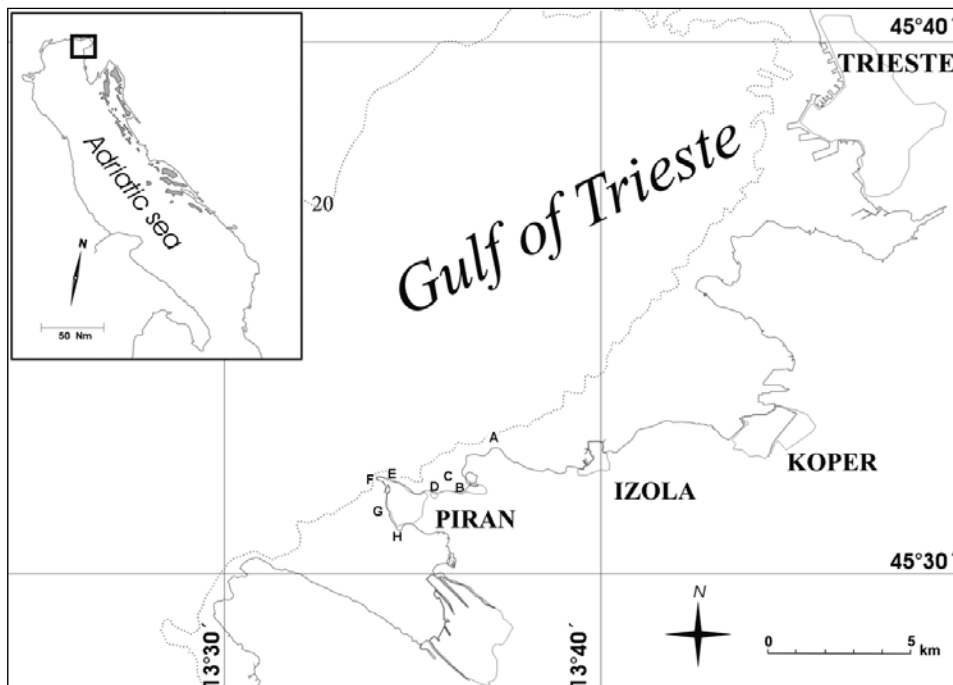 45°40´
TRIESTE
Adriatic sea
20
Gulf of Trieste
N
50 Nm
A
KOPER
IZOLA
F
E
C
D
B
G
PIRAN
H
45°30´
N
13°30´
13°40´
0
5
km